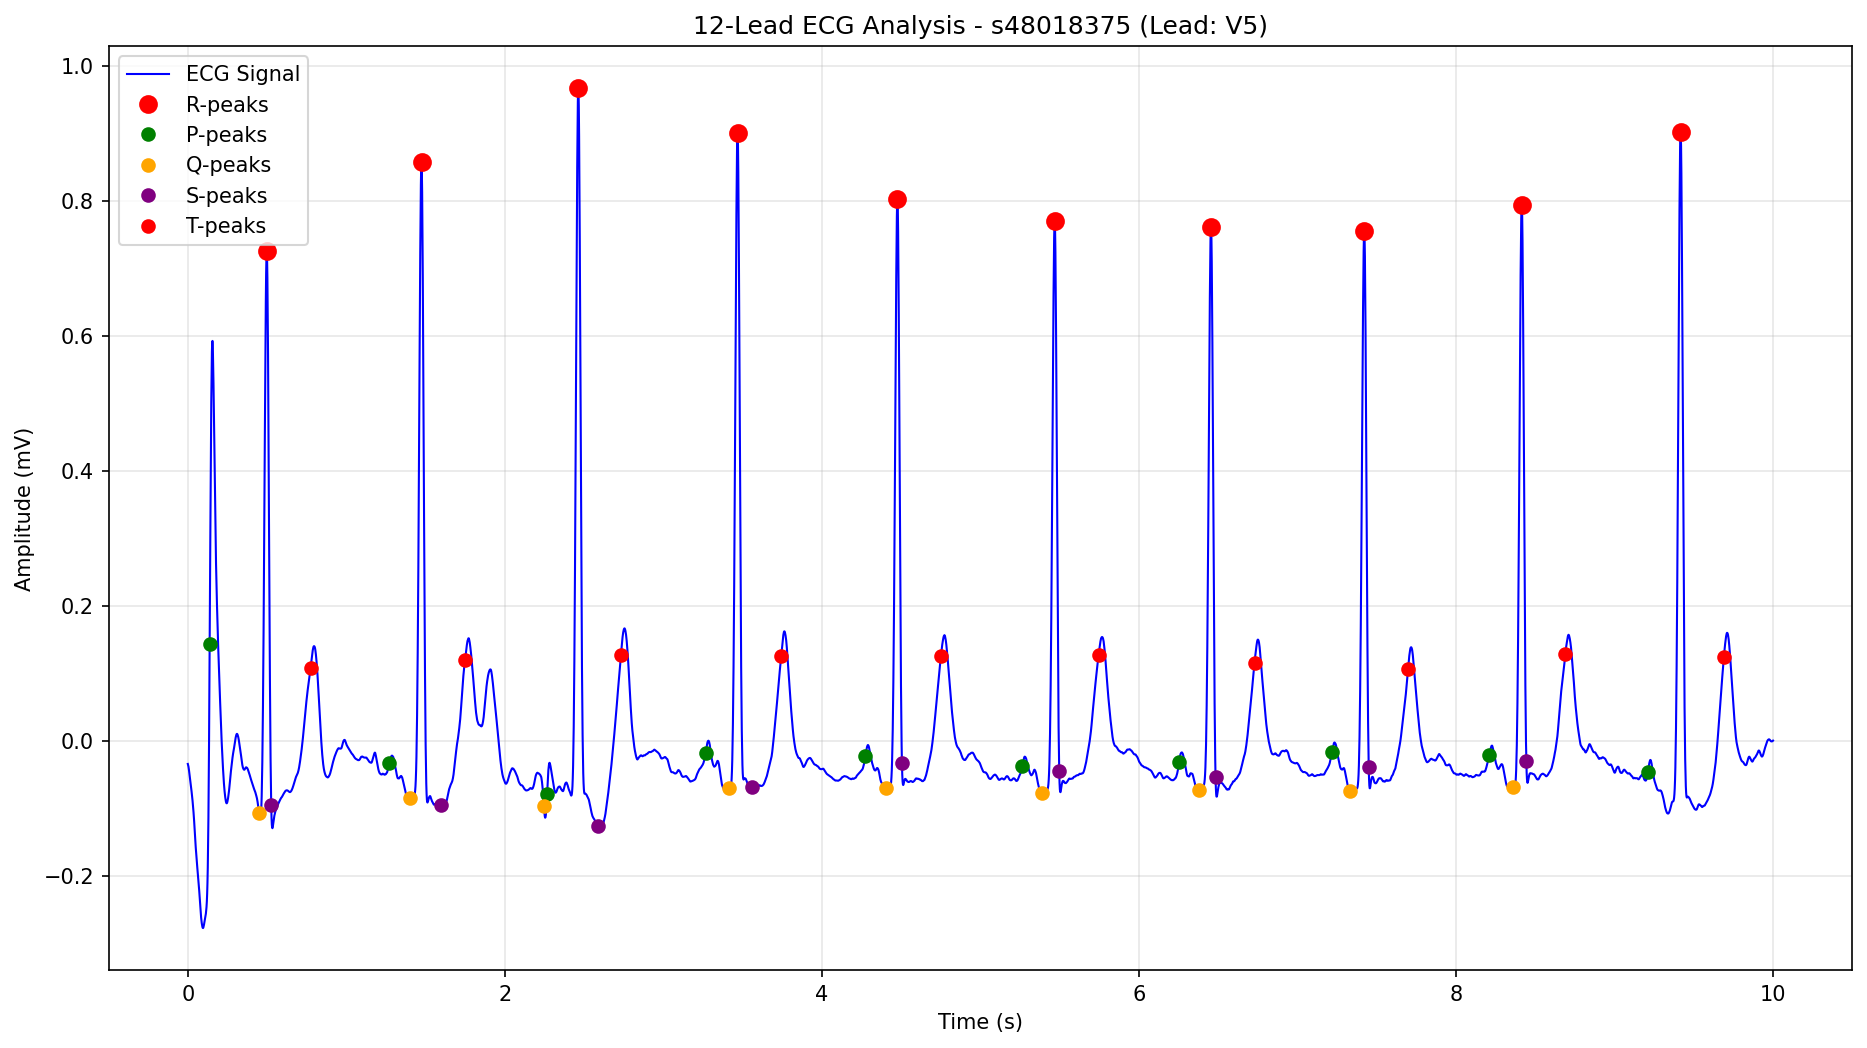 12-Lead ECG Analysis - s48018375 (Lead: V5)
ECG Signal
R-peaks
P-peaks
Q-peaks
S-peaks
T-peaks
Amplitude (mV)
1.0
0.8
0.6
0.4
0.2
0.0
−0.2
0 2 4 6 8 10
Time (s)